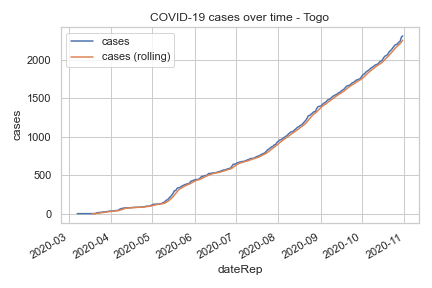 COVID-19 cases over time - Togo
cases
cases (rolling)
cases
2000
1500
1000
500
0
2020-03
2020-04
2020-05
2020-06
2020-07
2020-08
2020-09
2020-10
2020-11
dateRep